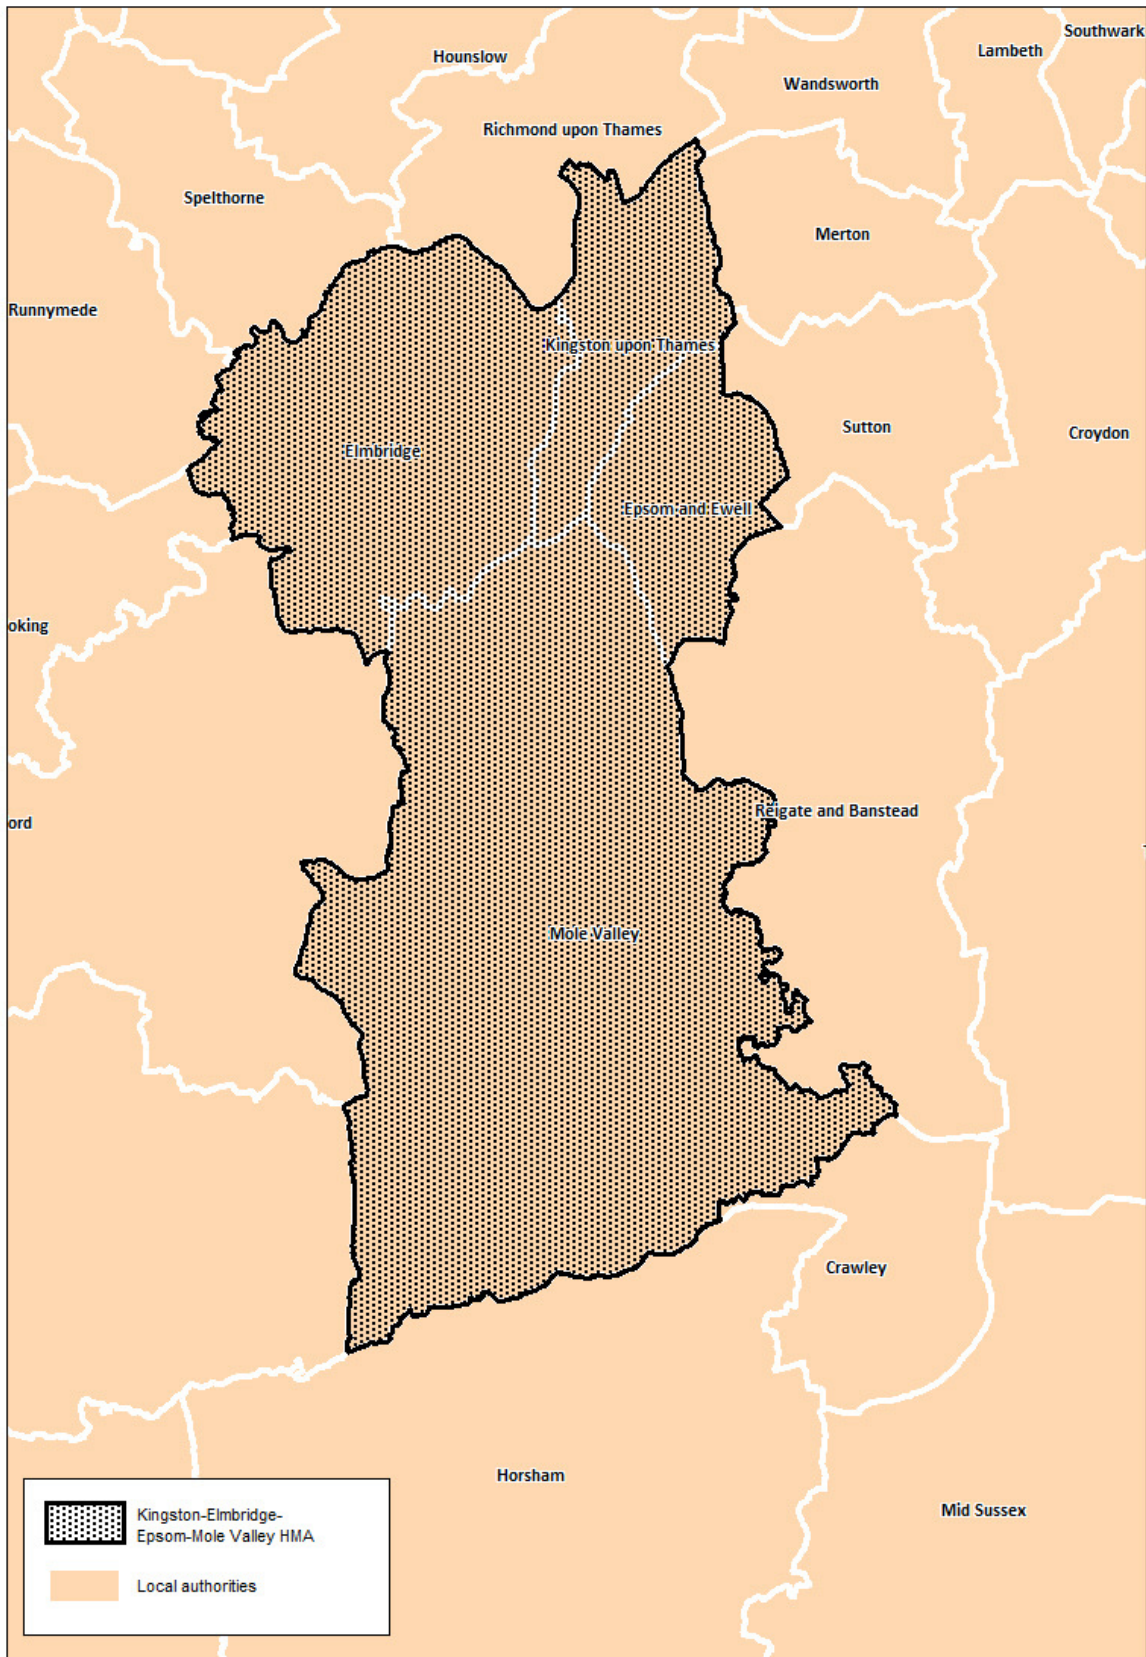 Southwark
Lambeth
Hounslow
Wandsworth
Richmond upon Thames
Spelthorne
Merton
Runnymede
Kingston upon Thames
Sutton
Croydon
Elmbridge
Epsom and Ewell
oking
Reigate and Banstead
ord
Mole Valley
Crawley
Horsham
Mid Sussex
Kingston-Elmbridge-
Epsom-Mole Valley HMA
Local authorities